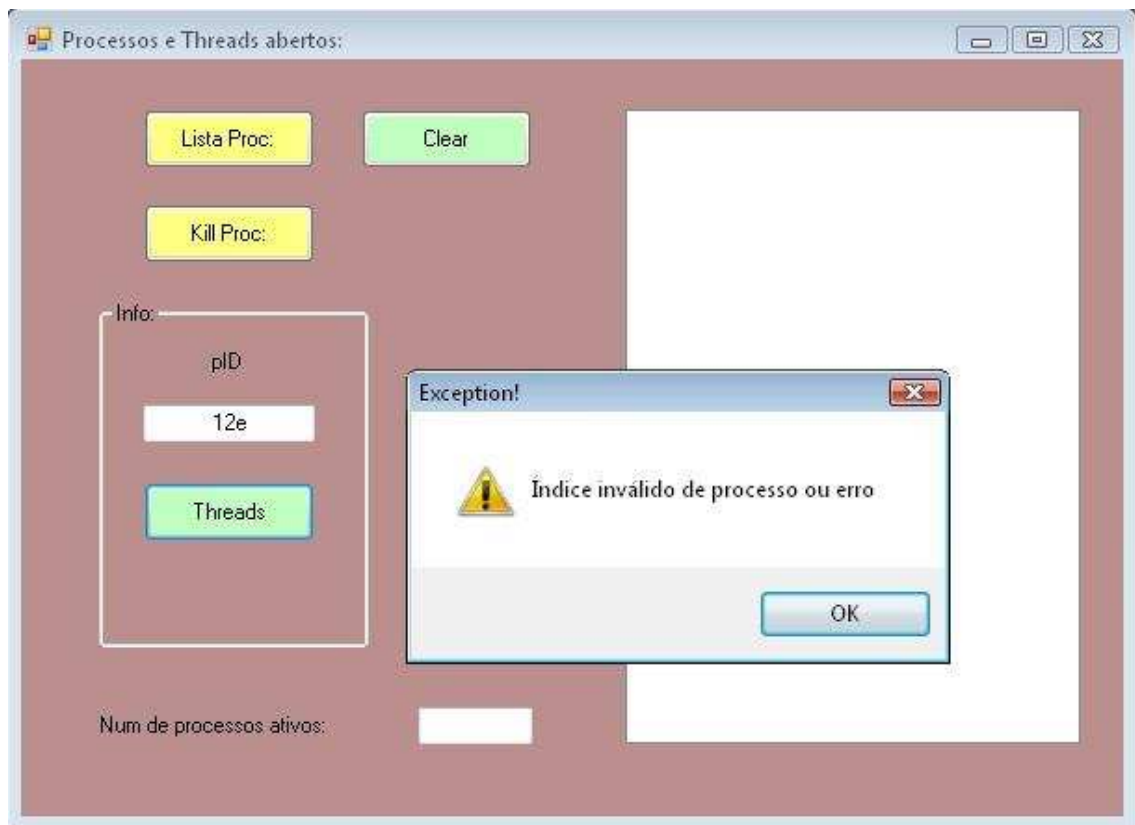 Processos e Threads abertos:
Lista Proc:
Clear
Kill Proc:
Info:
pID
12e
Threads
Exception!
Índice inválido de processo ou erro
OK
Num de processos ativos: